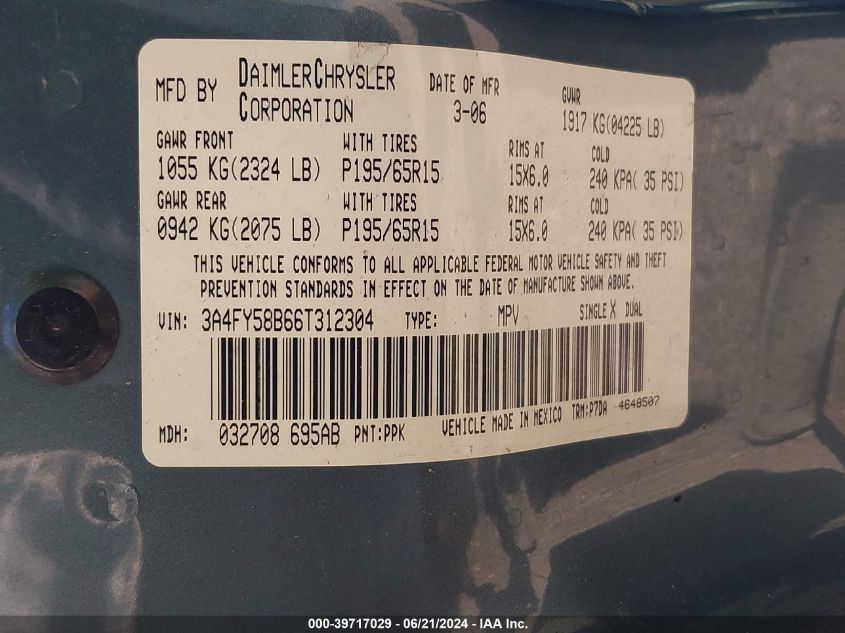 MFD BY DAIMLERCHRYSLER CORPORATION DATE OF MFR 3-06 GVWR 1917 KG(04225 LB)
GAWR FRONT WITH TIRES RIMS AT COLD
1055 KG(2324 LB) P195/65R15 15X6.0 240 KPA( 35 PSI)
GAWR REAR WITH TIRES RIMS AT COLD
0942 KG(2075 LB) P195/65R15 15X6.0 240 KPA( 35 PSI)
THIS VEHICLE CONFORMS TO ALL APPLICABLE FEDERAL MOTOR VEHICLE SAFETY AND THEFT
PREVENTION STANDARDS IN EFFECT ON THE DATE OF MANUFACTURE SHOWN ABOVE.
VIN: 3A4FY58B66T312304 TYPE: MPV SINGLE X DUAL
MDH: 032708 695AB PNT:PPK VEHICLE MADE IN MEXICO TRM:P7DA 4648507
000-39717029 - 06/21/2024 - IAA Inc.